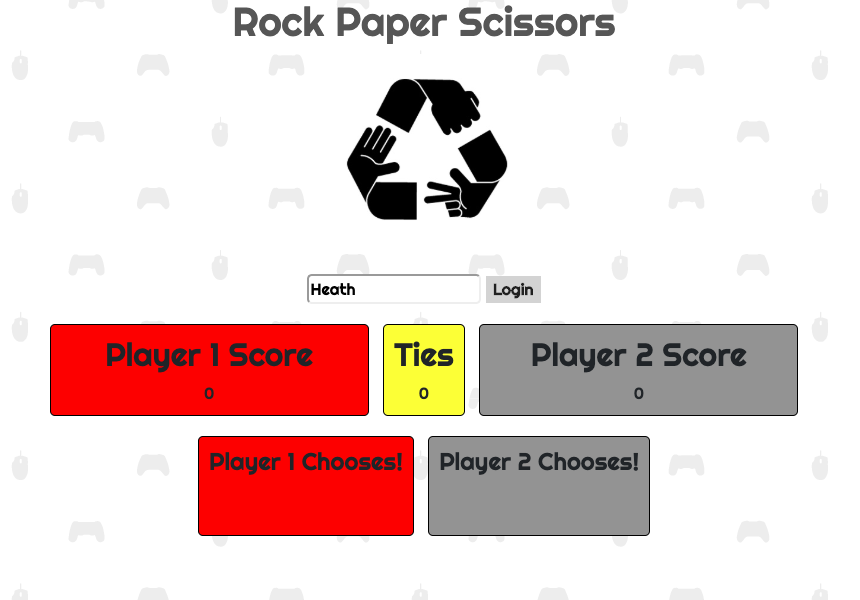 Rock Paper Scissors
Heath Login
Player 1 Score Ties Player 2 Score
0 0 0
Player 1 Chooses! Player 2 Chooses!